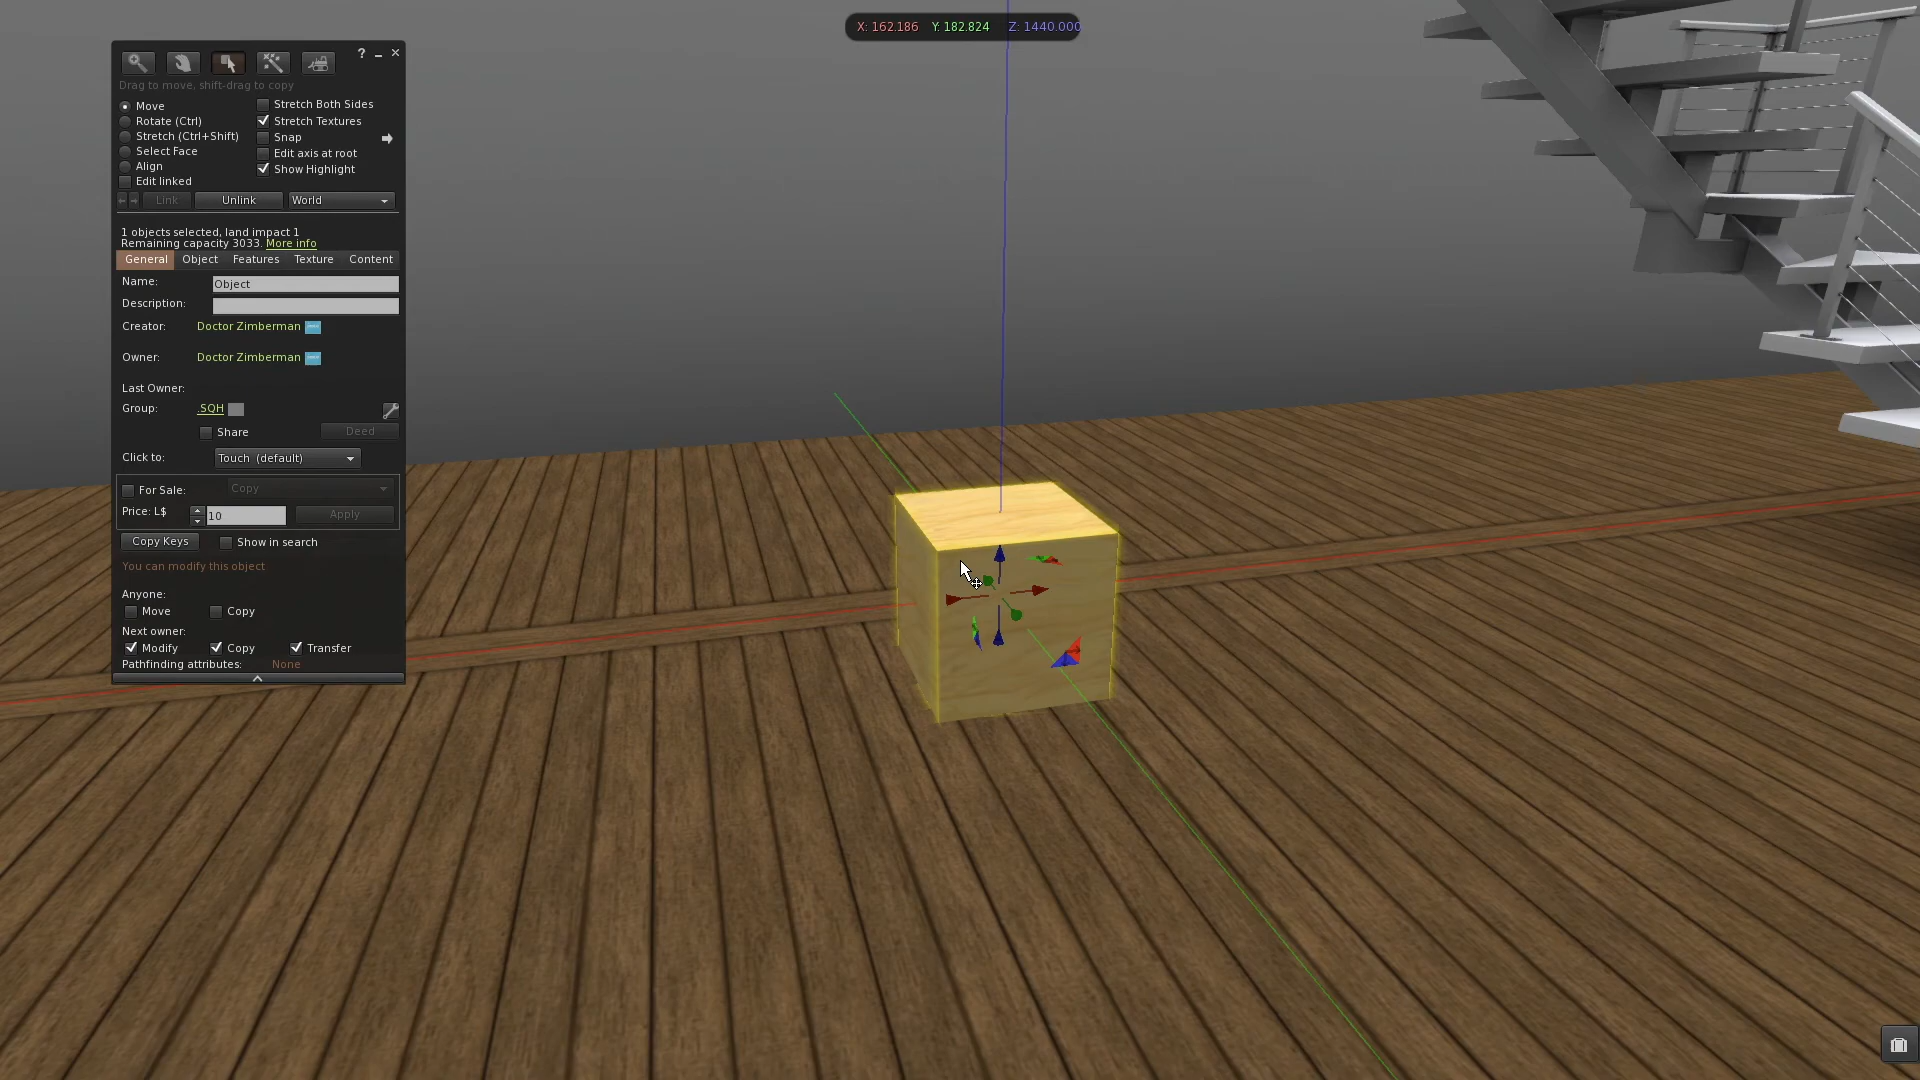 X: 162.186 Y: 182.824 Z: 1440.000
?
Drag to move, shift-drag to copy
Move
Rotate (Ctrl)
Stretch (Ctrl+Shift)
Select Face
Align
Edit linked
Stretch Both Sides
Stretch Textures
Snap
Edit axis at root
Show Highlight
Link Unlink World
1 objects selected, land impact 1
Remaining capacity 3033. More info
General Object Features Texture Content
Name: Object
Description:
Creator: Doctor Zimberman
Owner: Doctor Zimberman
Last Owner:
Group: .SQH
Share Deed
Click to: Touch (default)
For Sale: Copy
Price: L$ 10 Apply
Copy Keys Show in search
You can modify this object
Anyone:
Move Copy
Next owner:
Modify Copy Transfer
Pathfinding attributes: None